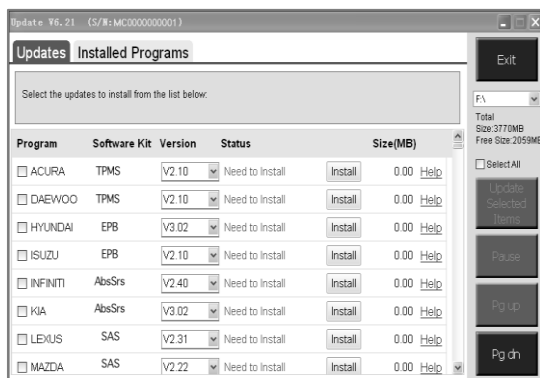 Update V6.21 (S/N:MC0000000001)
Updates Installed Programs
Exit
Select the updates to install from the list below:
F:\
Total
Size:3770MB
Free Size:2059MB
Select All
Program Software Kit Version Status Size(MB)
ACURA TPMS V2.10 Need to Install Install 0.00 Help
DAEWOO TPMS V2.10 Need to Install Install 0.00 Help
HYUNDAI EPB V3.02 Need to Install Install 0.00 Help
ISUZU EPB V2.10 Need to Install Install 0.00 Help
INFINITI AbsSrs V2.40 Need to Install Install 0.00 Help
KIA AbsSrs V3.02 Need to Install Install 0.00 Help
LEXUS SAS V2.31 Need to Install Install 0.00 Help
MAZDA SAS V2.22 Need to Install Install 0.00 Help
Update
Selected
Items
Pause
Pg up
Pg dn